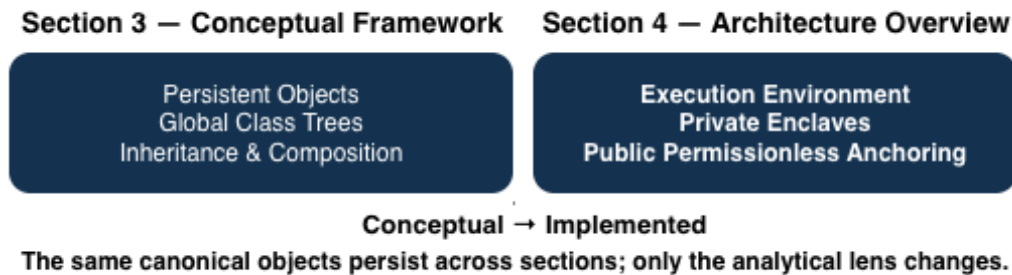 Section 3 — Conceptual Framework
Persistent Objects
Global Class Trees
Inheritance & Composition
Section 4 — Architecture Overview
Execution Environment
Private Enclaves
Public Permissionless Anchoring
Conceptual → Implemented
The same canonical objects persist across sections; only the analytical lens changes.